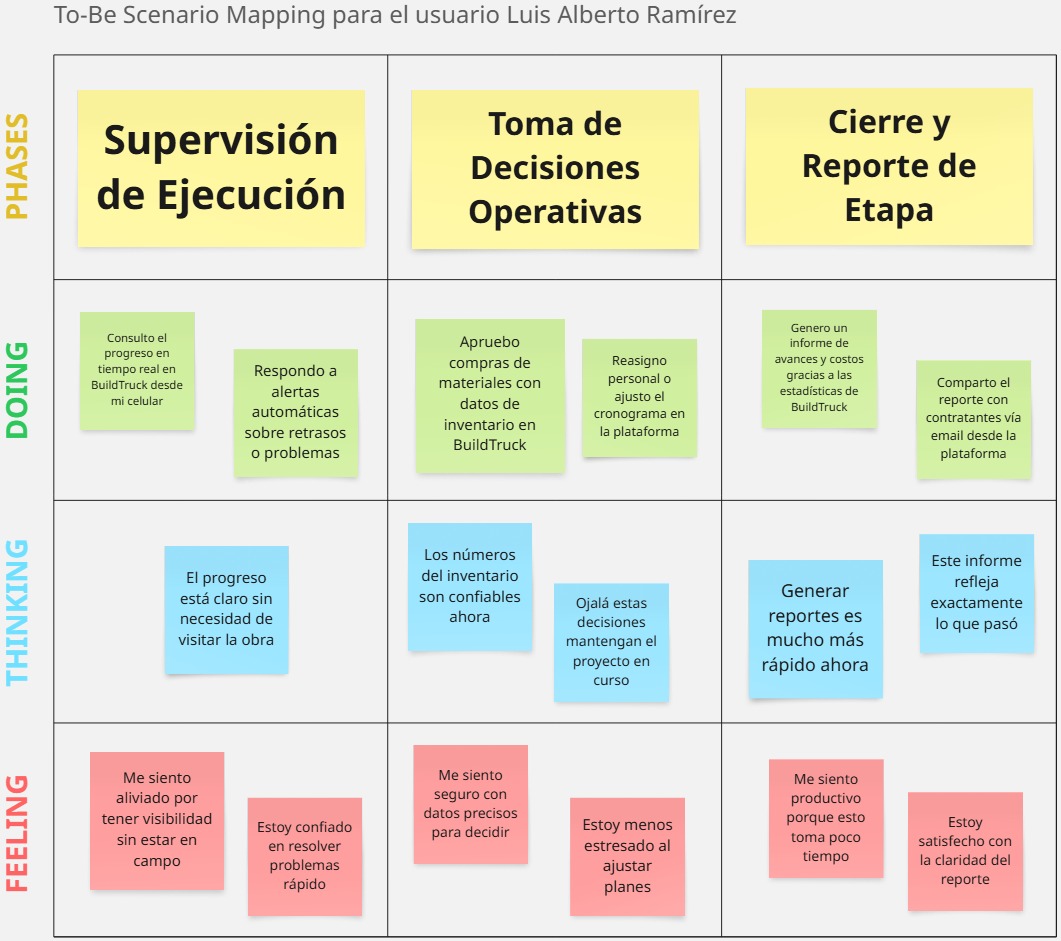 To-Be Scenario Mapping para el usuario Luis Alberto Ramírez
PHASES
Supervisión
de Ejecución
Toma de
Decisiones
Operativas
Cierre y
Reporte de
Etapa
DOING
Consulto el
progreso en
tiempo real en
BuildTruck desde
mi celular
Respondo a
alertas
automáticas
sobre retrasos
o problemas
Apruebo
compras de
materiales con
datos de
inventario en
BuildTruck
Reasigno
personal o
ajusto el
cronograma en
la plataforma
Genero un
informe de
avances y costos
gracias a las
estadísticas de
BuildTruck
Comparto el
reporte con
contratantes vía
email desde la
plataforma
THINKING
El progreso
está claro sin
necesidad de
visitar la obra
Los números
del inventario
son confiables
ahora
Ojalá estas
decisiones
mantengan el
proyecto en
curso
Generar
reportes es
mucho más
rápido ahora
Este informe
refleja
exactamente
lo que pasó
FEELING
Me siento
aliviado por
tener visibilidad
sin estar en
campo
Estoy confiado
en resolver
problemas
rápido
Me siento
seguro con
datos precisos
para decidir
Estoy menos
estresado al
ajustar
planes
Me siento
productivo
porque esto
toma poco
tiempo
Estoy
satisfecho con
la claridad del
reporte